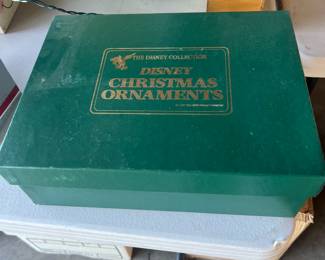 THE DISNEY COLLECTION
DISNEY
CHRISTMAS
ORNAMENTS